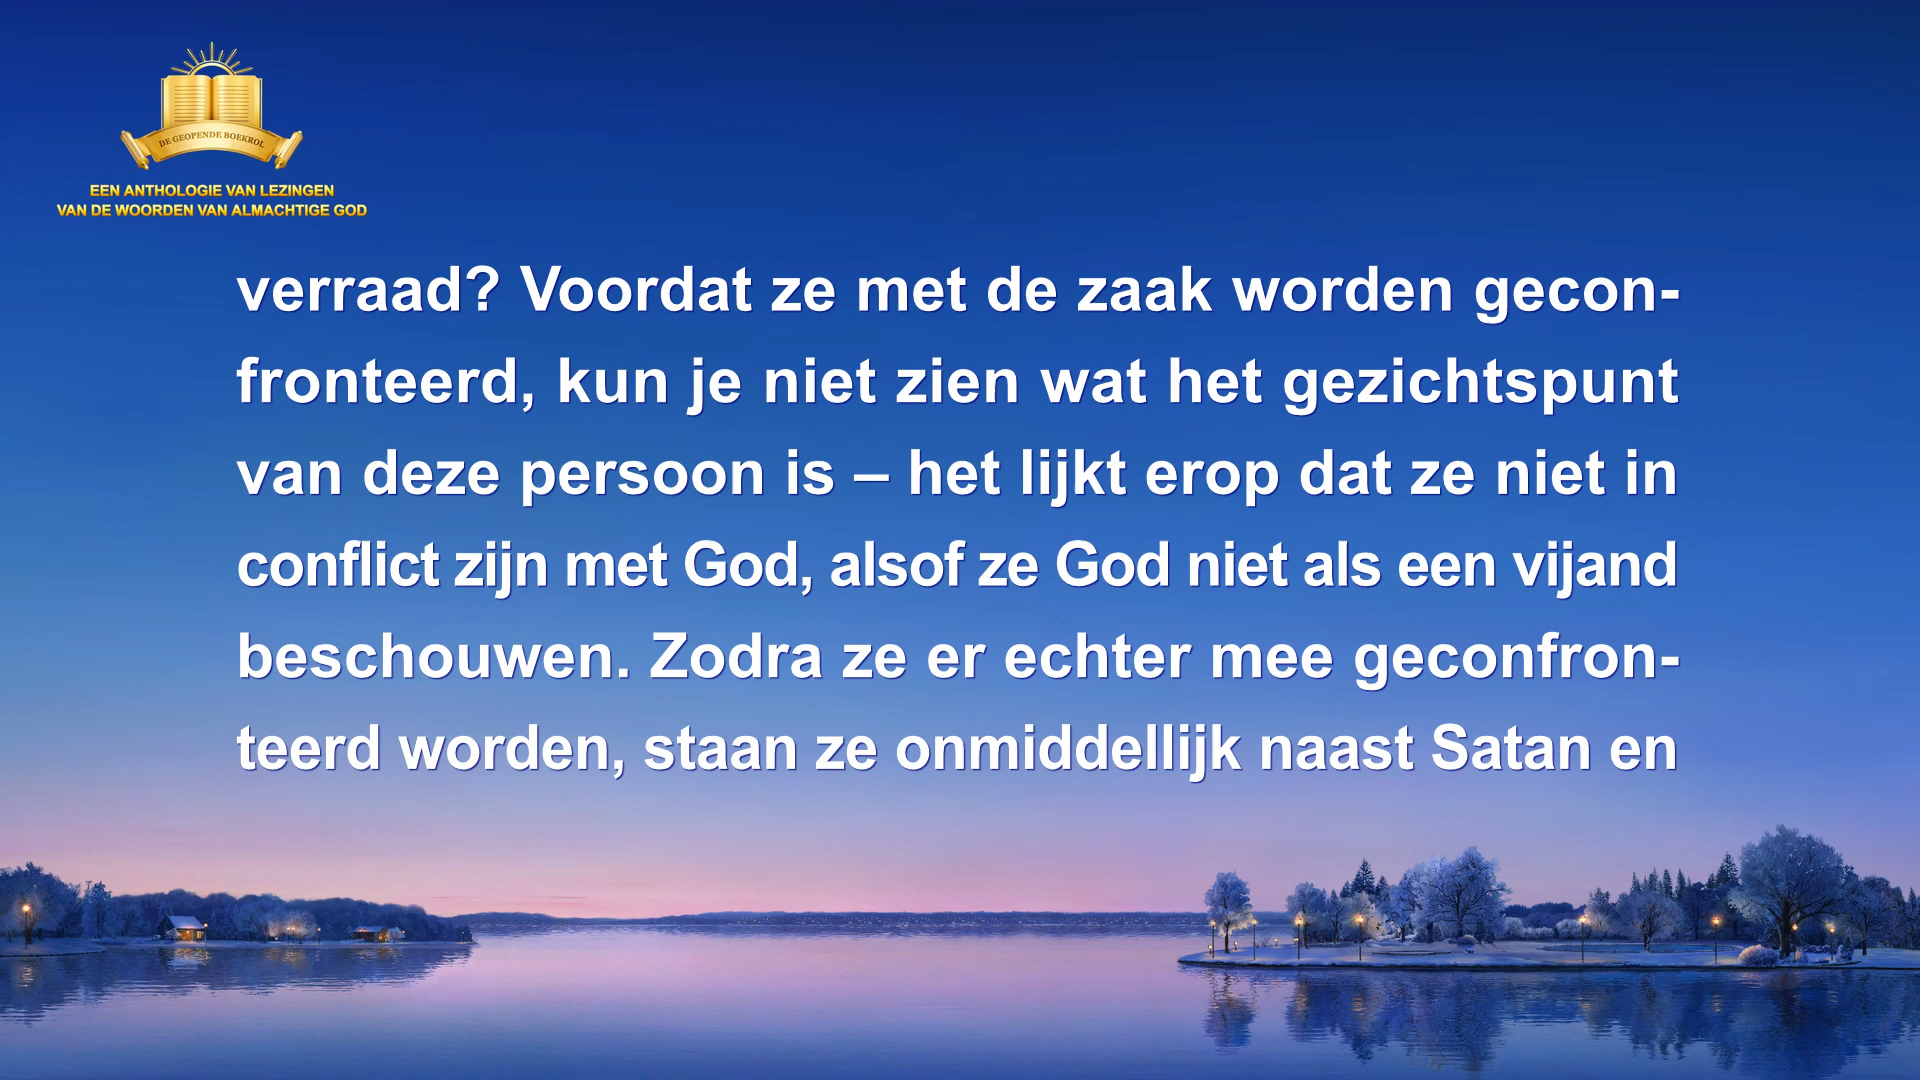 DE GEOPENDE BOEKROL
EEN ANTHOLOGIE VAN LEZINGEN
VAN DE WOORDEN VAN ALMACHTIGE GOD
verraad? Voordat ze met de zaak worden gecon-
fronteerd, kun je niet zien wat het gezichtspunt
van deze persoon is – het lijkt erop dat ze niet in
conflict zijn met God, alsof ze God niet als een vijand
beschouwen. Zodra ze er echter mee geconfron-
teerd worden, staan ze onmiddellijk naast Satan en